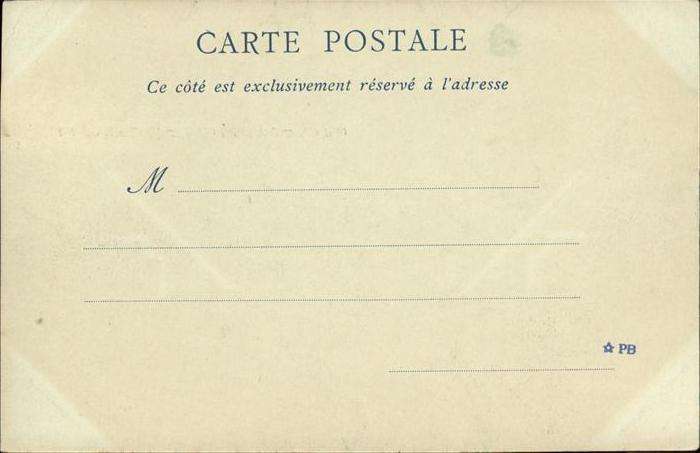 CARTE POSTALE
Ce côté est exclusivement réservé à l'adresse
M
☆ PB